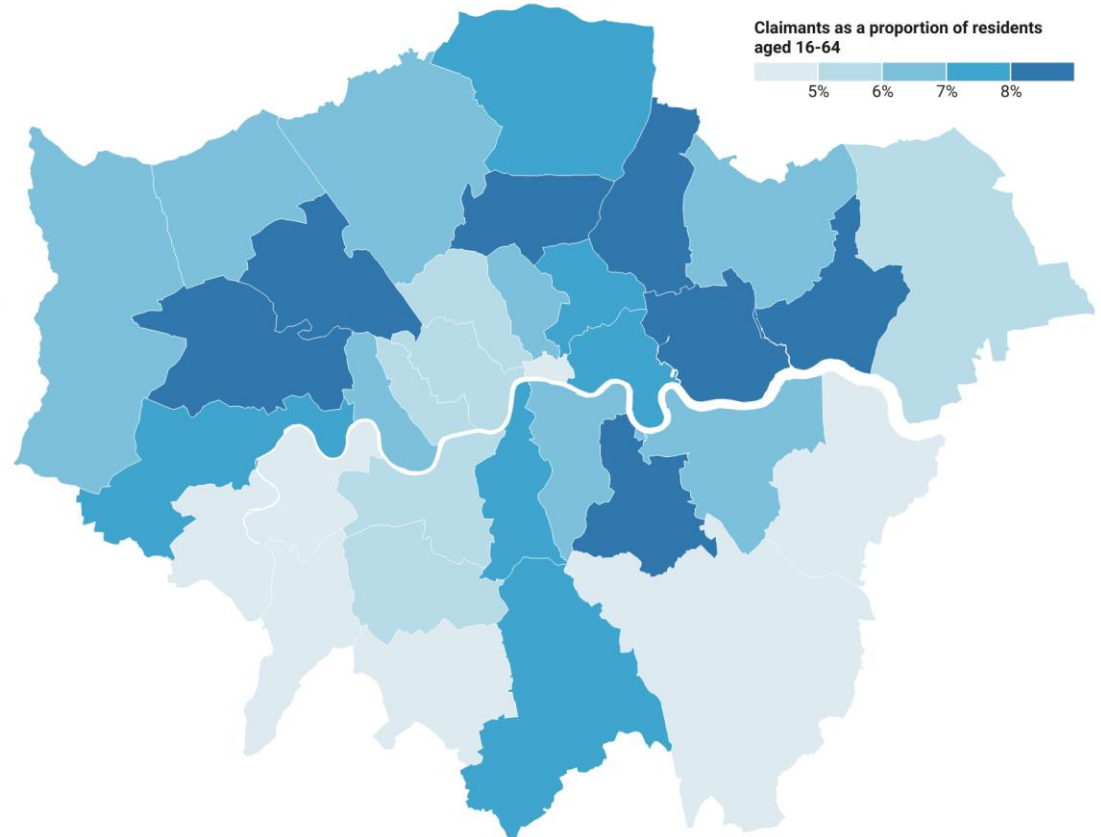 Claimants as a proportion of residents
aged 16-64
5% 6% 7% 8%